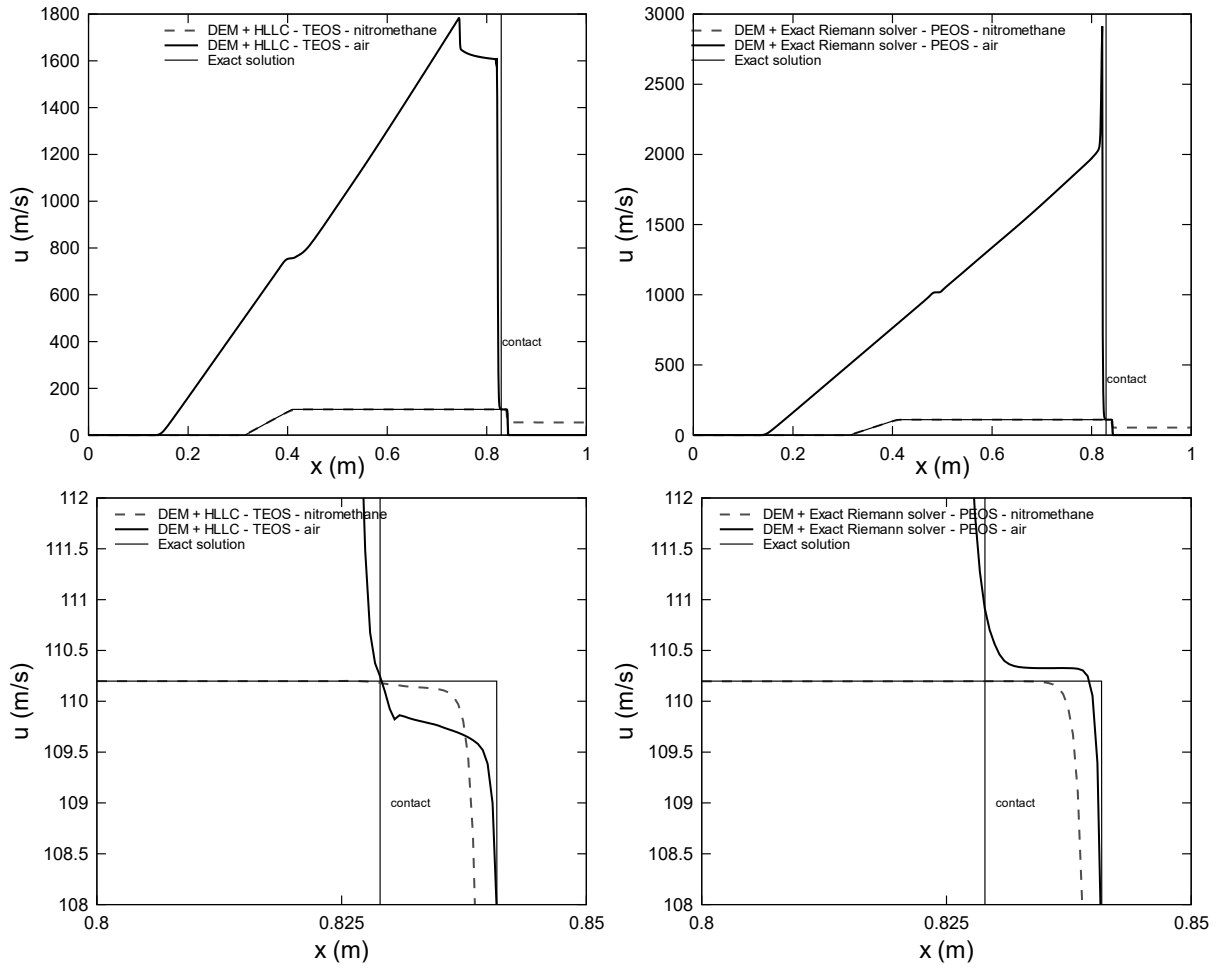 DEM + HLLC - TEOS - nitromethane
DEM + HLLC - TEOS - air
Exact solution
1800
1600
1400
1200
1000
800
600
400
200
0
u (m/s)
contact
0 0.2 0.4 0.6 0.8 1
x (m)
DEM + Exact Riemann solver - PEOS - nitromethane
DEM + Exact Riemann solver - PEOS - air
Exact solution
3000
2500
2000
1500
1000
500
0
u (m/s)
contact
0 0.2 0.4 0.6 0.8 1
x (m)
DEM + HLLC - TEOS - nitromethane
DEM + HLLC - TEOS - air
Exact solution
112
111.5
111
110.5
110
109.5
109
108.5
108
u (m/s)
contact
0.8 0.825 0.85
x (m)
DEM + Exact Riemann solver - PEOS - nitromethane
DEM + Exact Riemann solver - PEOS - air
Exact solution
112
111.5
111
110.5
110
109.5
109
108.5
108
u (m/s)
contact
0.8 0.825 0.85
x (m)